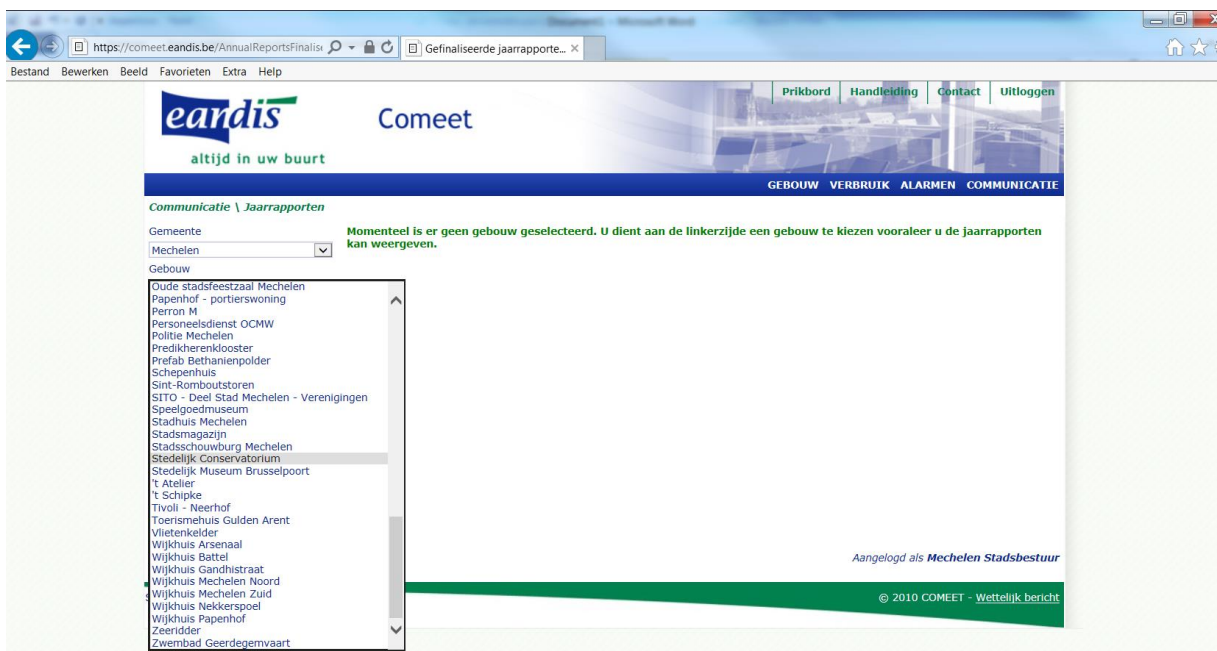 Document1 - Microsoft Word
https://comeet.eandis.be/AnnualReportsFinalis
Gefinaliseerde jaarrapporte... ×
Bestand Bewerken Beeld Favorieten Extra Help
Prikbord Handleiding Contact Uitloggen
eandis
altijd in uw buurt
Comeet
GEBOUW VERBRUIK ALARMEN COMMUNICATIE
Communicatie \ Jaarrapporten
Gemeente
Mechelen
Momenteel is er geen gebouw geselecteerd. U dient aan de linkerzijde een gebouw te kiezen vooraleer u de jaarrapporten
kan weergeven.
Gebouw
Oude stadsfeestzaal Mechelen
Papenhof - portierswoning
Perron M
Personeelsdienst OCMW
Politie Mechelen
Predikherenklooster
Prefab Bethanienpolder
Schepenhuis
Sint-Romboutstoren
SITO - Deel Stad Mechelen - Verenigingen
Speelgoedmuseum
Stadhuis Mechelen
Stadsmagazijn
Stadsschouwburg Mechelen
Stedelijk Conservatorium
Stedelijk Museum Brusselpoort
't Atelier
't Schipke
Tivoli - Neerhof
Toerismehuis Gulden Arent
Vlietenkelder
Wijkhuis Arsenaal
Wijkhuis Battel
Wijkhuis Gandhistraat
Wijkhuis Mechelen Noord
Wijkhuis Mechelen Zuid
Wijkhuis Nekkerspoel
Wijkhuis Papenhof
Zeeridder
Zwembad Geerdegemvaart
Aangelogd als Mechelen Stadsbestuur
© 2010 COMEET - Wettelijk bericht